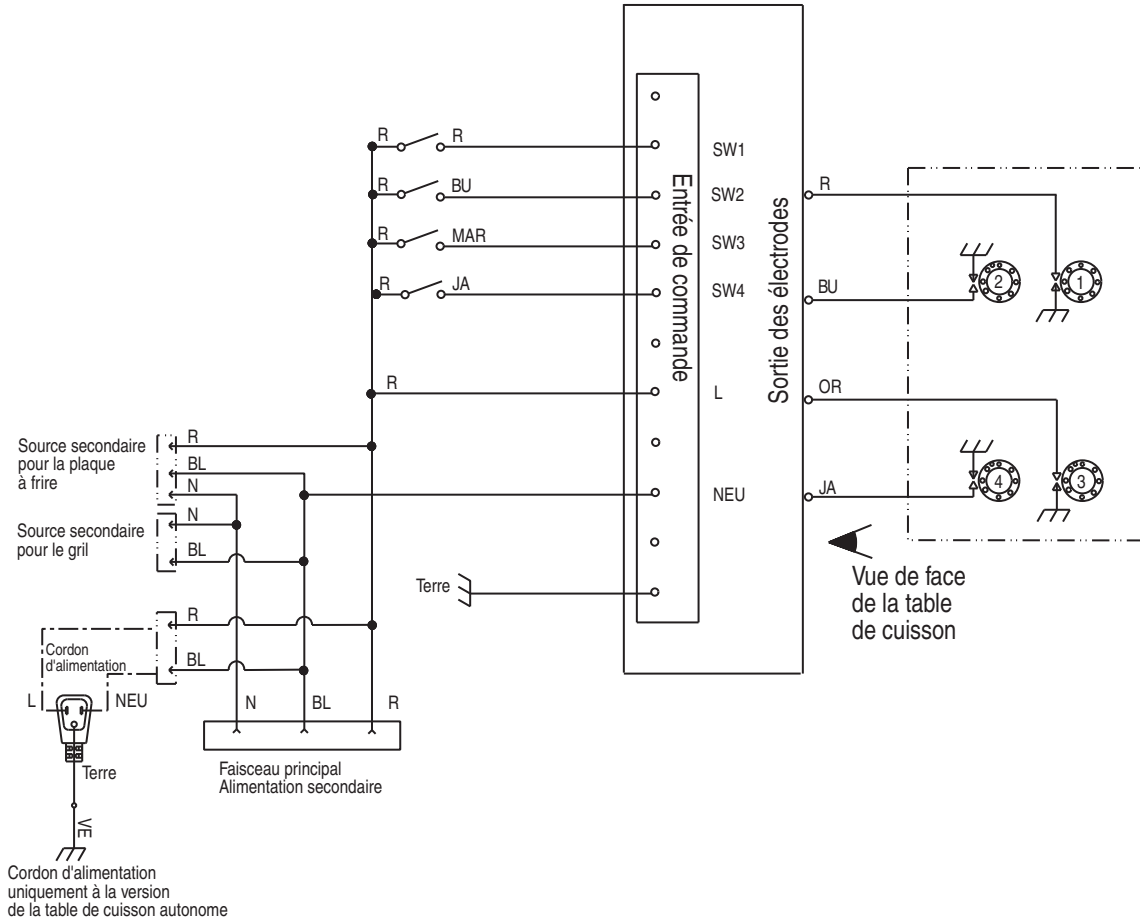 R
R
SW1
R
BU
SW2
R
MAR
SW3
R
JA
SW4
Entrée de commande
Sortie des électrodes
R
BU
2
1
OR
JA
4
3
R
L
NEU
Source secondaire
pour la plaque
à frire
R
BL
N
Source secondaire
pour le gril
N
BL
Terre
Vue de face
de la table
de cuisson
R
BL
Cordon
d'alimentation
L
NEU
N
BL
R
Terre
Faisceau principal
Alimentation secondaire
VE
Cordon d'alimentation
uniquement à la version
de la table de cuisson autonome